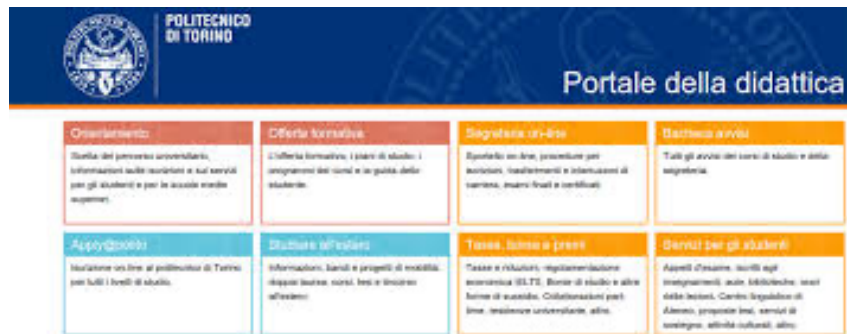 POLITECNICO
DI TORINO
Portale della didattica
Orientamento
Scelta del percorso universitario,
informazioni sulle iscrizioni e sui servizi
per gli studenti e per le scuole medie
superiori.
Offerta formativa
L'offerta formativa, i piani di studio, i
programmi dei corsi e la guida dello
studente.
Segreteria on-line
Sportello on-line, procedure per
iscrizioni, trasferimenti e interruzioni di
carriera, esami finali e certificati.
Bacheca avvisi
Tutti gli avvisi dei corsi di studio e della
segreteria.
Apply@polito
Iscrizione on-line al politecnico di Torino
per tutti i livelli di studio.
Studiare all'estero
Informazioni, bandi e progetti di mobilità:
doppie lauree, corsi, tesi e tirocinio
all'estero.
Tasse, borse e premi
Tasse e riduzioni, regolamentazione
economica, IELTS, Borse di studio e altre
forme di sussidio, Collaborazioni part-
time, residenze universitarie, altro.
Servizi per gli studenti
Appelli d'esame, iscritti agli
insegnamenti, aule, biblioteche, orari
delle lezioni, Centro linguistico di
Ateneo, proposte tesi, servizi di
sostegno, attività culturali, altro.